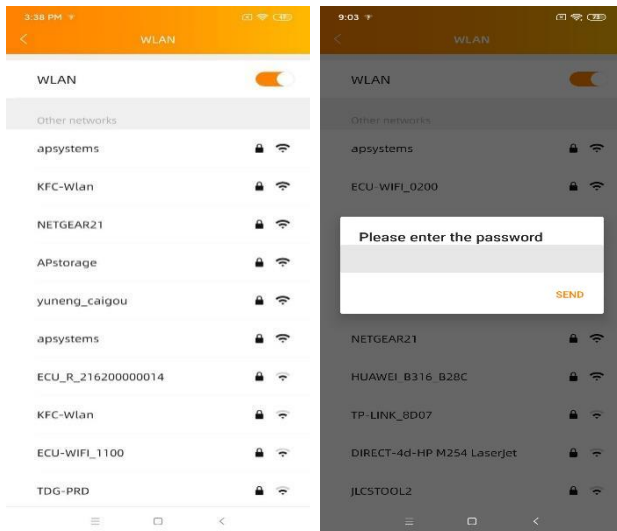 3:38 PM
WLAN
WLAN
Other networks
apsystems
KFC-Wlan
NETGEAR21
APstorage
yuneng_caigou
apsystems
ECU_R_216200000014
KFC-Wlan
ECU-WIFI_1100
TDG-PRD
9:03
WLAN
WLAN
Other networks
apsystems
ECU-WIFI_0200
Please enter the password
SEND
NETGEAR21
HUAWEI_B316_B28C
TP-LINK_8D07
DIRECT-4d-HP M254 LaserJet
JLCSTOOL2